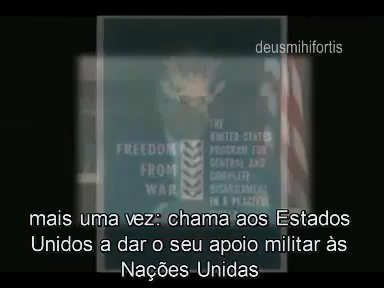 deusmihifortis
THE
UNITED STATES
FREEDOM PROGRAM FOR
FROM GENERAL AND
COMPLETE
WAR DISARMAMENT
IN A PEACEFUL
mais uma vez: chama aos Estados
Unidos a dar o seu apoio militar às
Nações Unidas